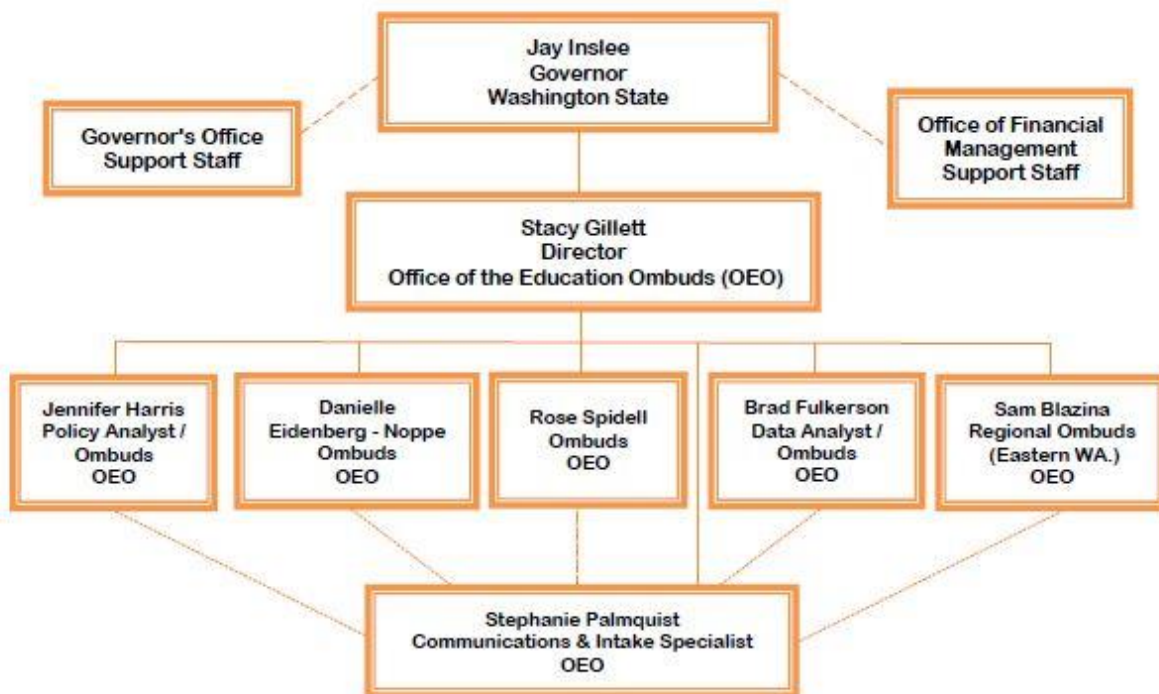 Jay Inslee
Governor
Washington State
Governor's Office
Support Staff
Office of Financial
Management
Support Staff
Stacy Gillett
Director
Office of the Education Ombuds (OEO)
Jennifer Harris
Policy Analyst /
Ombuds
OEO
Danielle
Eidenberg - Noppe
Ombuds
OEO
Rose Spidell
Ombuds
OEO
Brad Fulkerson
Data Analyst /
Ombuds
OEO
Sam Blazina
Regional Ombuds
(Eastern WA.)
OEO
Stephanie Palmquist
Communications & Intake Specialist
OEO